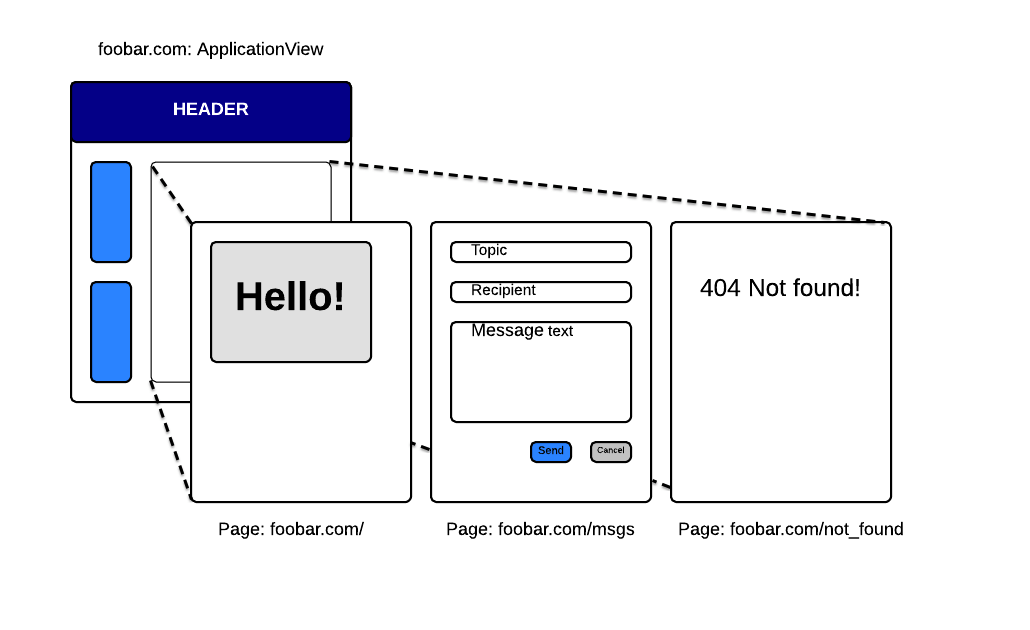 foobar.com: ApplicationView
HEADER
Hello!
Topic
Recipient
Message text
Send
Cancel
404 Not found!
Page: foobar.com/
Page: foobar.com/msgs
Page: foobar.com/not_found